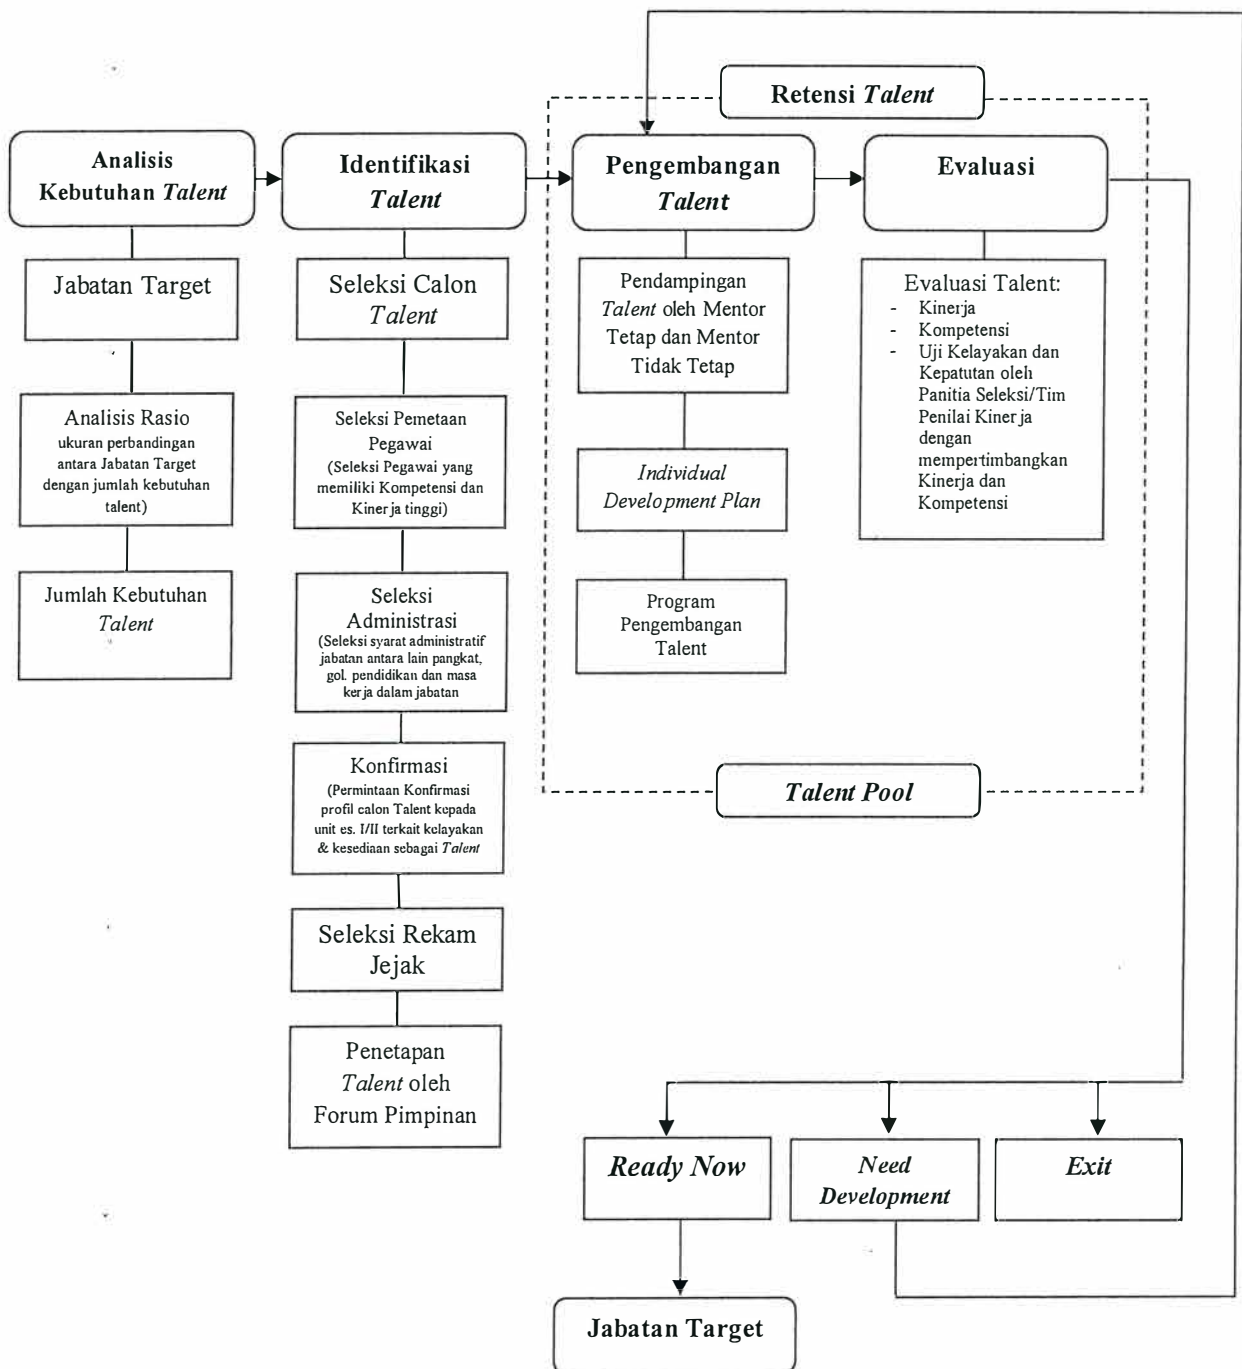 Retensi Talent
Analisis
Kebutuhan Talent
Identifikasi
Talent
Pengembangan
Talent
Evaluasi
Jabatan Target
Analisis Rasio
ukuran perbandingan
antara Jabatan Target
dengan jumlah kebutuhan
talent)
Jumlah Kebutuhan
Talent
Seleksi Calon
Talent
Seleksi Pemetaan
Pegawai
(Seleksi Pegawai yang
memiliki Kompetensi dan
Kinerja tinggi)
Seleksi
Administrasi
(Seleksi syarat administratif
jabatan antara lain pangkat,
gol. pendidikan dan masa
kerja dalam jabatan
Konfirmasi
(Permintaan Konfirmasi
profil calon Talent kepada
unit es. I/II terkait kelayakan
& kesediaan sebagai Talent
Seleksi Rekam
Jejak
Penetapan
Talent oleh
Forum Pimpinan
Pendampingan
Talent oleh Mentor
Tetap dan Mentor
Tidak Tetap
Individual
Development Plan
Program
Pengembangan
Talent
Evaluasi Talent:
- Kinerja
- Kompetensi
- Uji Kelayakan dan
Kepatutan oleh
Panitia Seleksi/Tim
Penilai Kinerja
dengan
mempertimbangkan
Kinerja dan
Kompetensi
Talent Pool
Ready Now
Need
Development
Exit
Jabatan Target